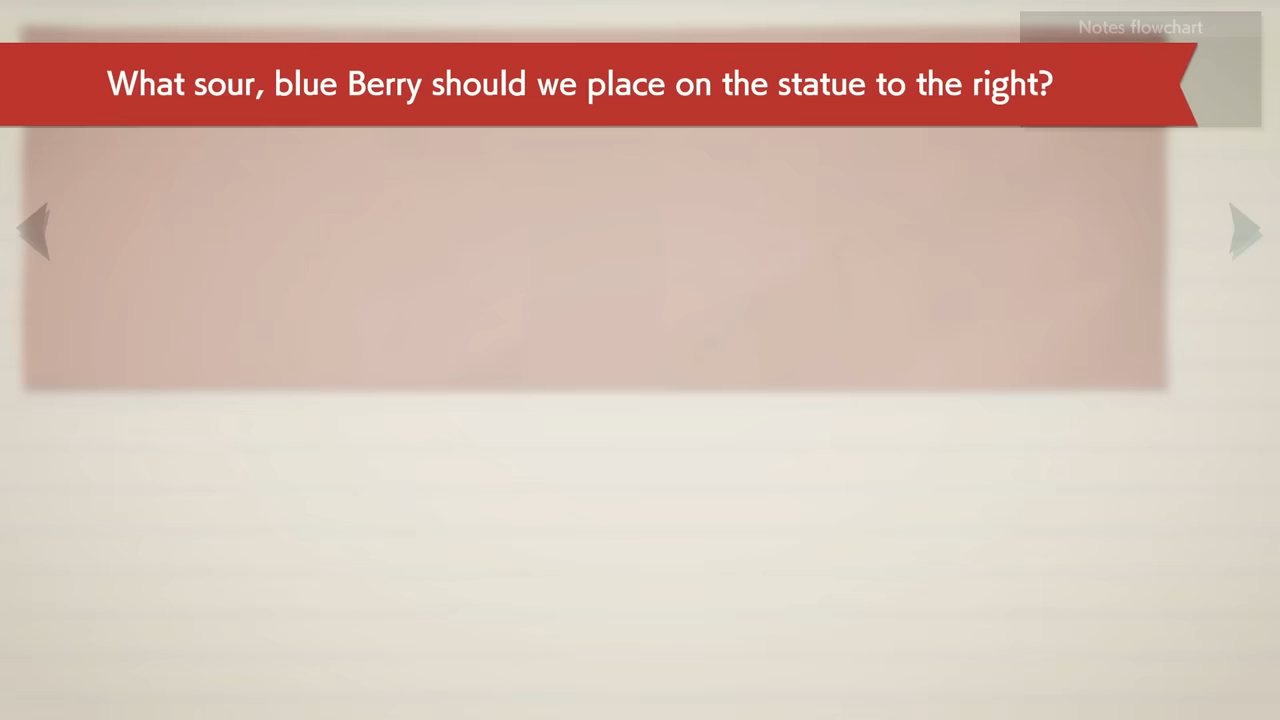 Notes flowchart
What sour, blue Berry should we place on the statue to the right?